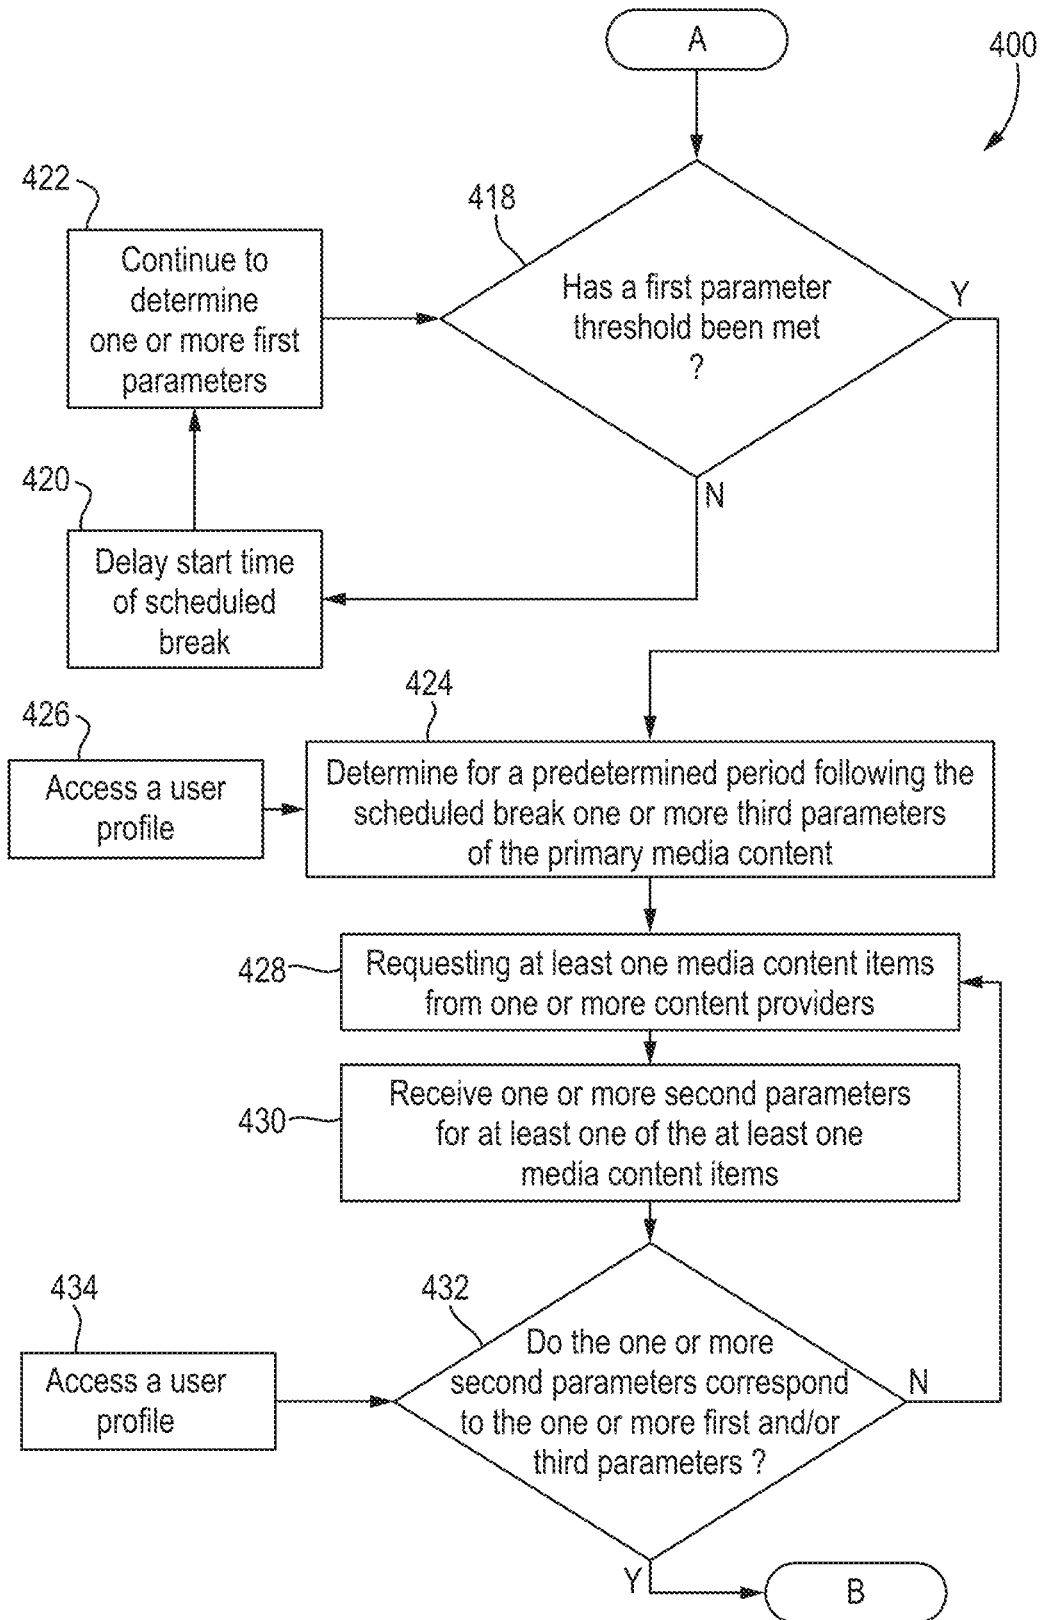 A
400
422
418
Continue to
determine
one or more first
parameters
Has a first parameter
threshold been met
?
Y
N
420
Delay start time
of scheduled
break
424
426
Access a user
profile
Determine for a predetermined period following the
scheduled break one or more third parameters
of the primary media content
428
Requesting at least one media content items
from one or more content providers
430
Receive one or more second parameters
for at least one of the at least one
media content items
434
432
Access a user
profile
Do the one or more
second parameters correspond
to the one or more first and/or
third parameters ?
N
Y
B